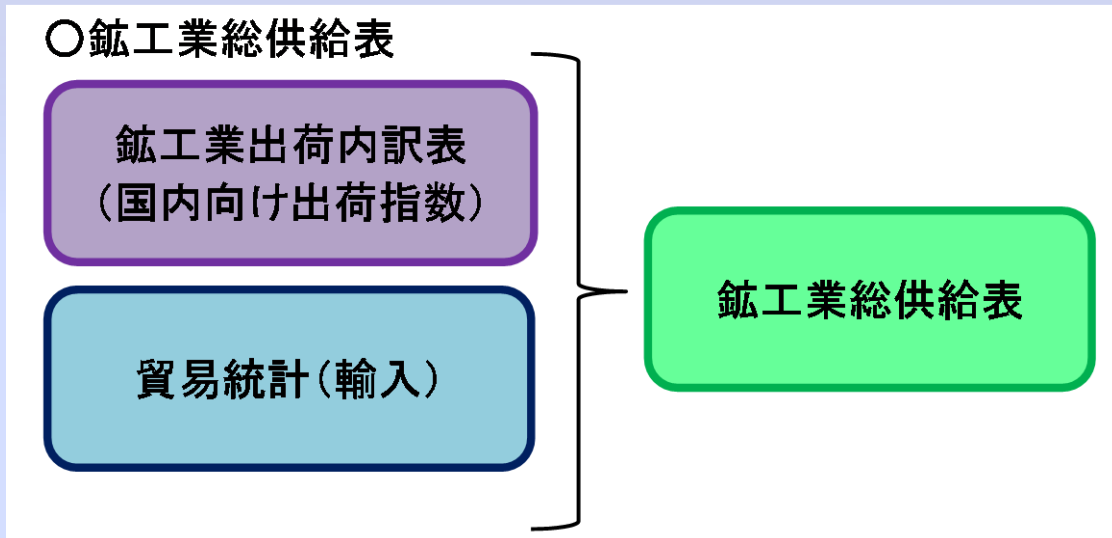 〇鉱工業総供給表
鉱工業出荷内訳表
（国内向け出荷指数）
貿易統計（輸入）
鉱工業総供給表